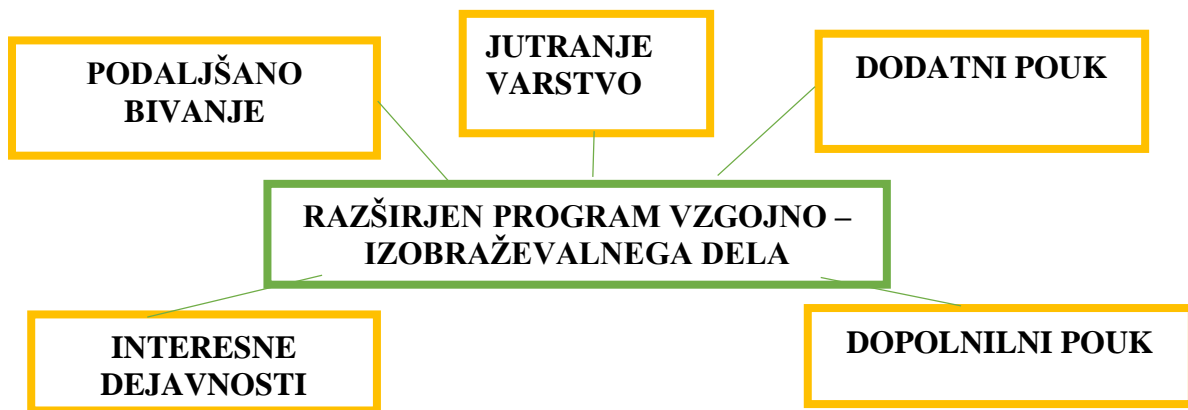 PODALJŠANO
BIVANJE
JUTRANJE
VARSTVO
DODATNI POUK
RAZŠIRJEN PROGRAM VZGOJNO –
IZOBRAŽEVALNEGA DELA
INTERESNE
DEJAVNOSTI
DOPOLNILNI POUK